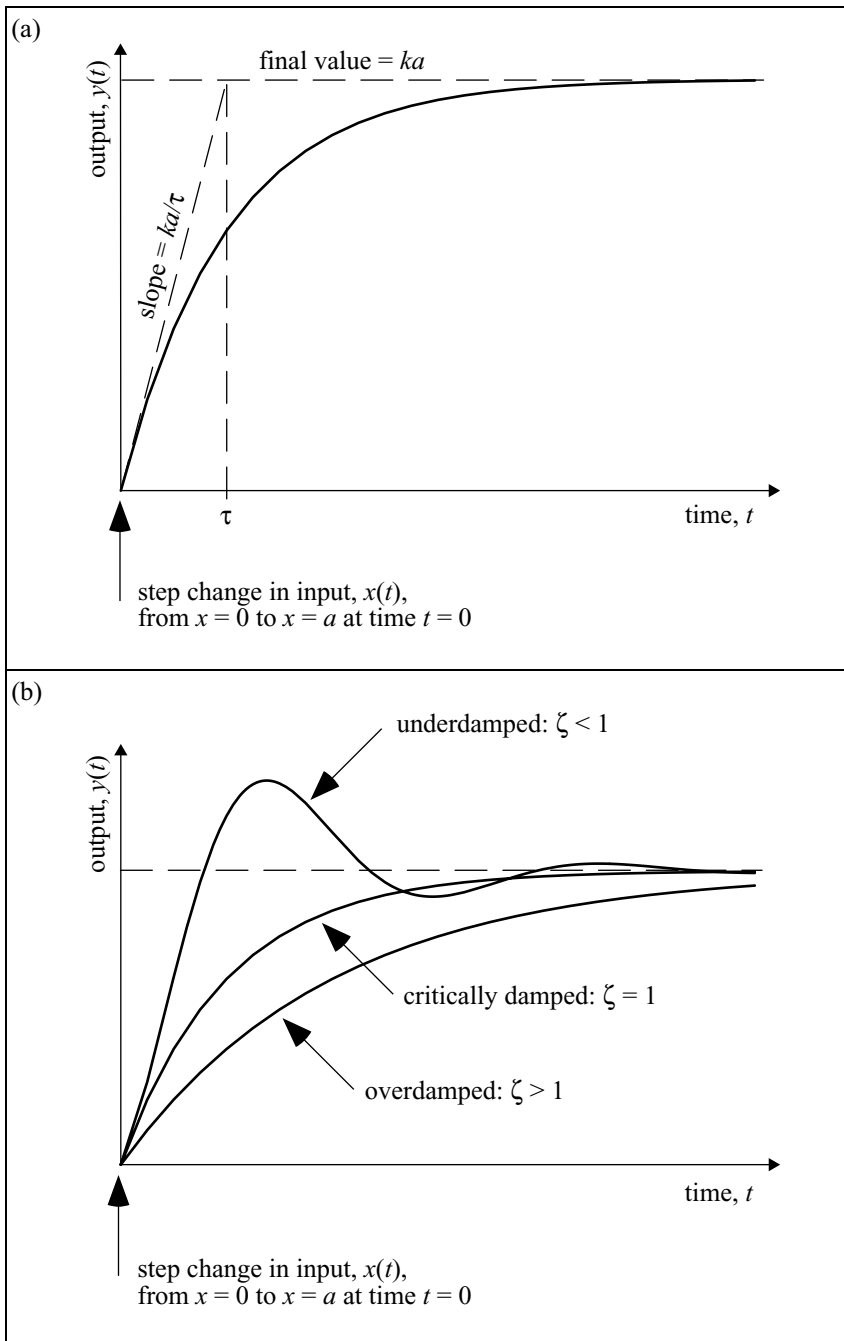 (a)
final value = ka
output, y(t)
slope = ka/τ
τ
time, t
step change in input, x(t),
from x = 0 to x = a at time t = 0
(b)
underdamped: ζ < 1
output, y(t)
critically damped: ζ = 1
overdamped: ζ > 1
time, t
step change in input, x(t),
from x = 0 to x = a at time t = 0